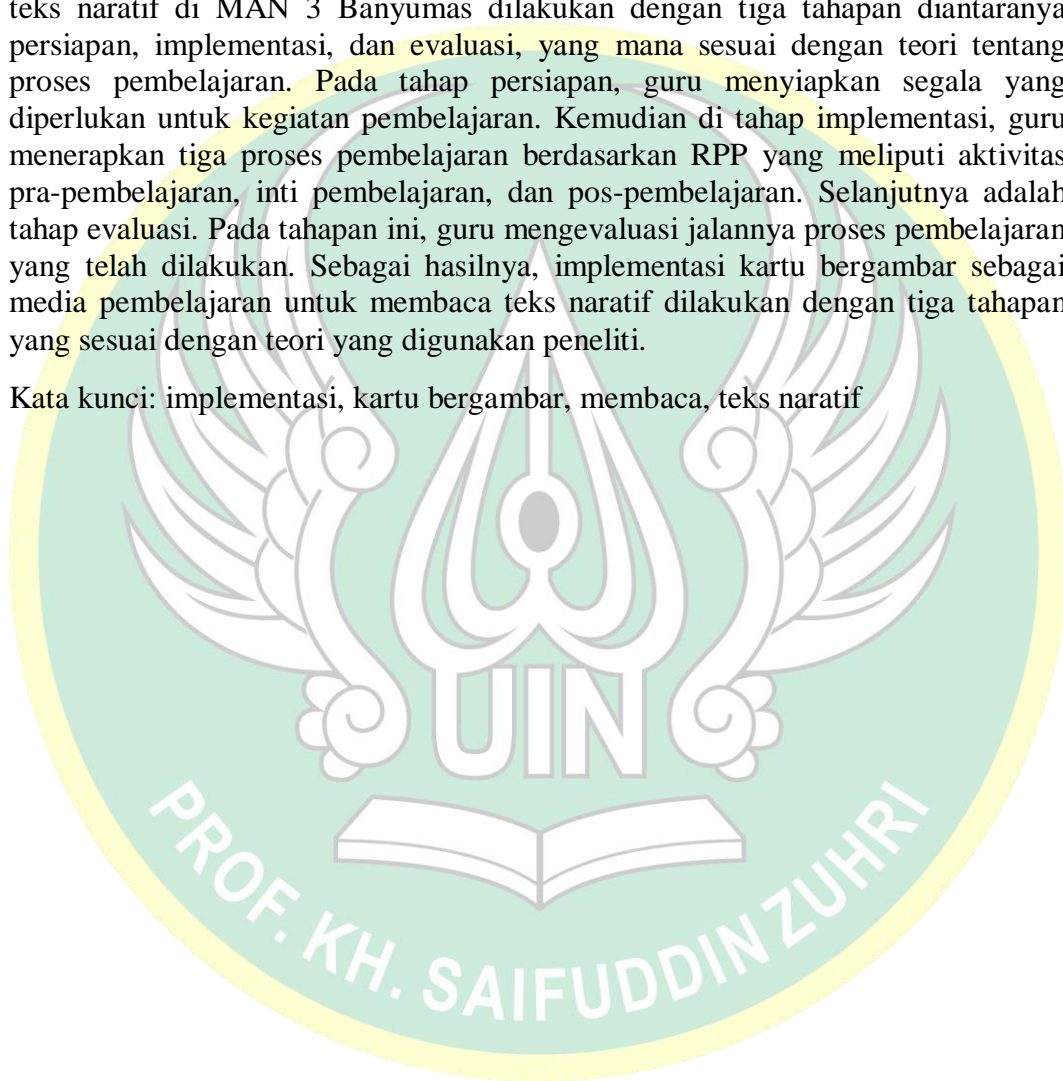 teks naratif di MAN 3 Banyumas dilakukan dengan tiga tahapan diantaranya
persiapan, implementasi, dan evaluasi, yang mana sesuai dengan teori tentang
proses pembelajaran. Pada tahap persiapan, guru menyiapkan segala yang
diperlukan untuk kegiatan pembelajaran. Kemudian di tahap implementasi, guru
menerapkan tiga proses pembelajaran berdasarkan RPP yang meliputi aktivitas
pra-pembelajaran, inti pembelajaran, dan pos-pembelajaran. Selanjutnya adalah
tahap evaluasi. Pada tahapan ini, guru mengevaluasi jalannya proses pembelajaran
yang telah dilakukan. Sebagai hasilnya, implementasi kartu bergambar sebagai
media pembelajaran untuk membaca teks naratif dilakukan dengan tiga tahapan
yang sesuai dengan teori yang digunakan peneliti.
Kata kunci: implementasi, kartu bergambar, membaca, teks naratif
UIN
PROF. KH. SAIFUDDIN ZUHRI